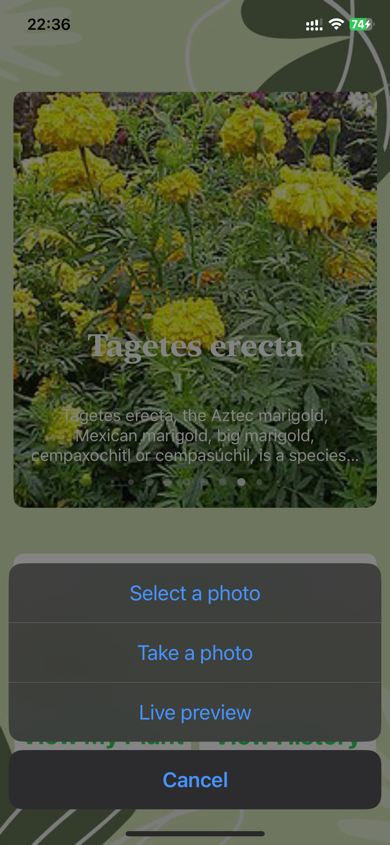 22:36
74
Tagetes erecta
Tagetes erecta, the Aztec marigold,
Mexican marigold, big marigold,
cempaxochitl or cempasúchil, is a species...
Select a photo
Take a photo
Live preview
View My Plant View History
Cancel